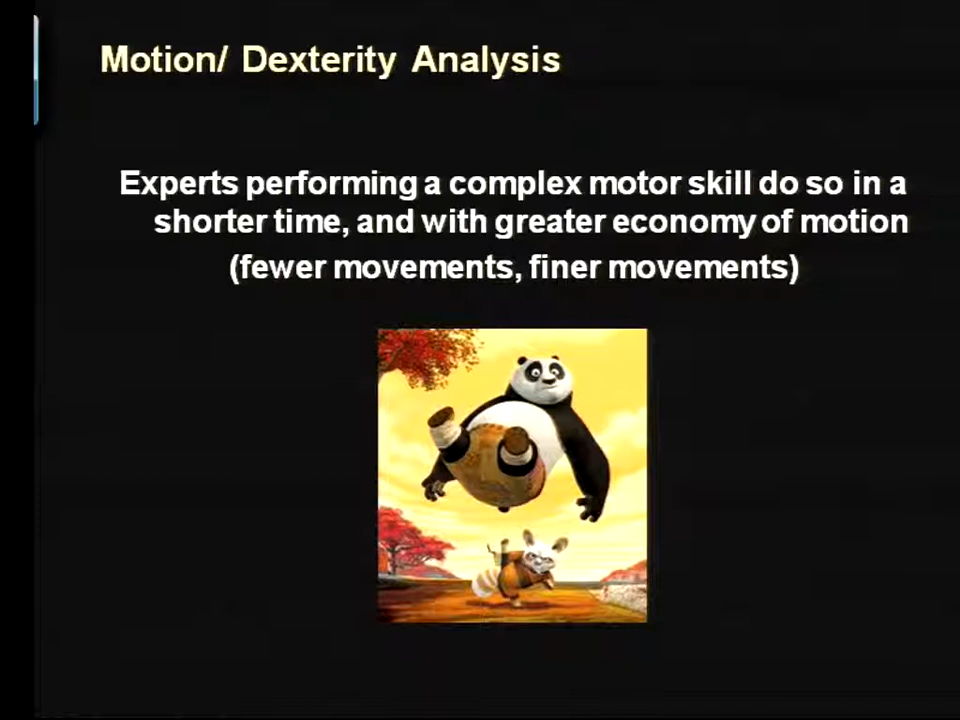 Motion/ Dexterity Analysis
Experts performing a complex motor skill do so in a
shorter time, and with greater economy of motion
(fewer movements, finer movements)